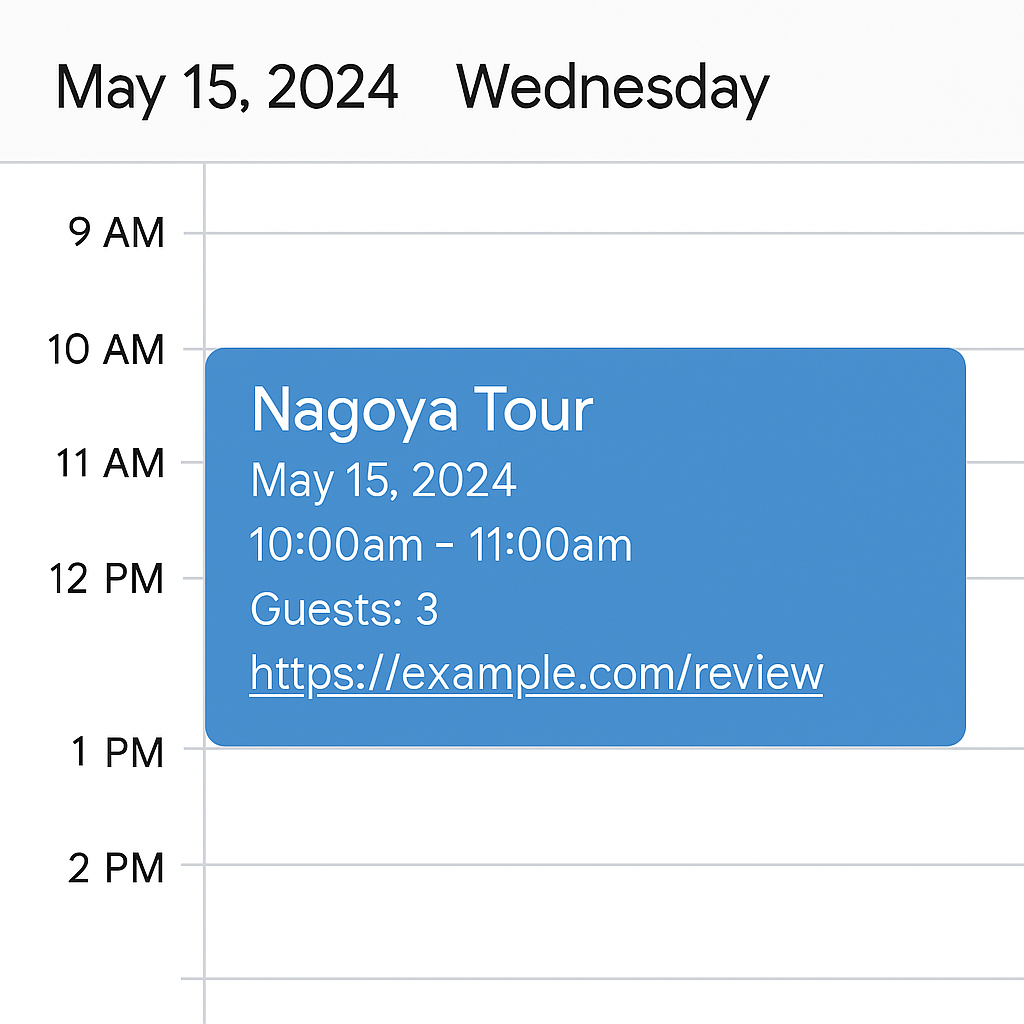 May 15, 2024 Wednesday
9 AM
10 AM
Nagoya Tour
11 AM
May 15, 2024
10:00am – 11:00am
12 PM
Guests: 3
https://example.com/review
1 PM
2 PM